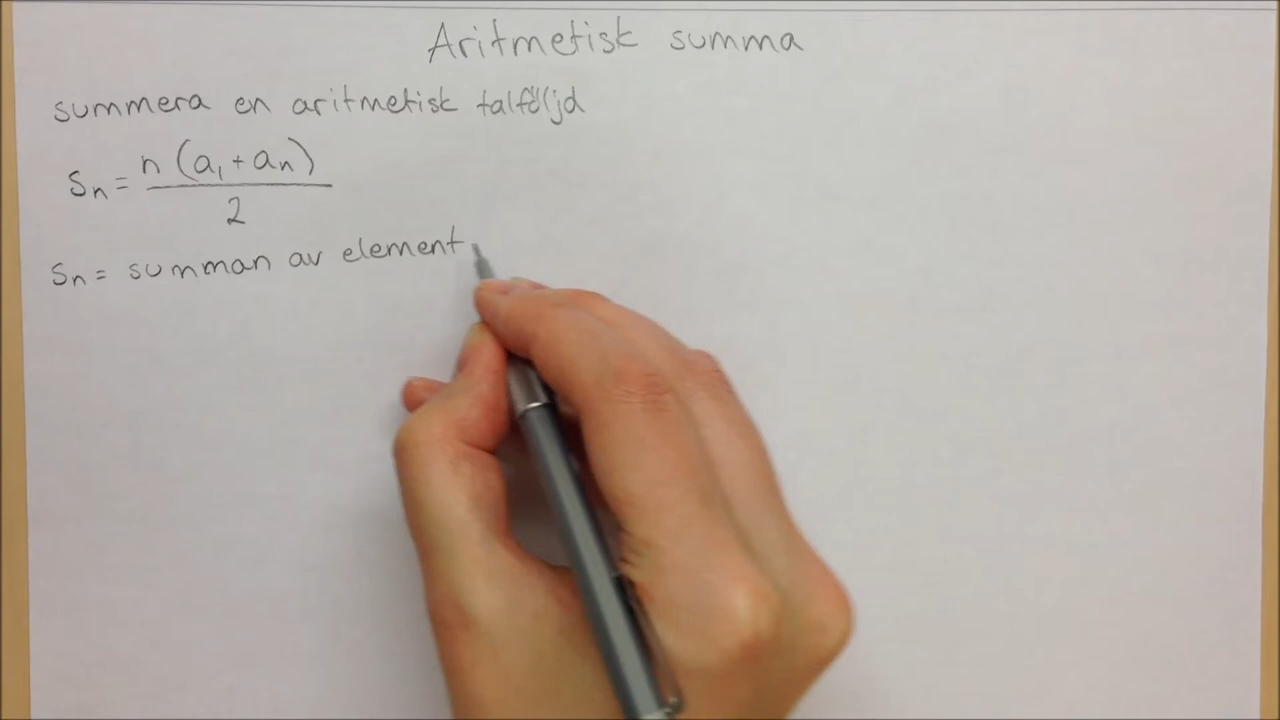 Aritmetisk summa
summera en aritmetisk talföljd
Sn = n (a1 + an) / 2
Sn = summan av element